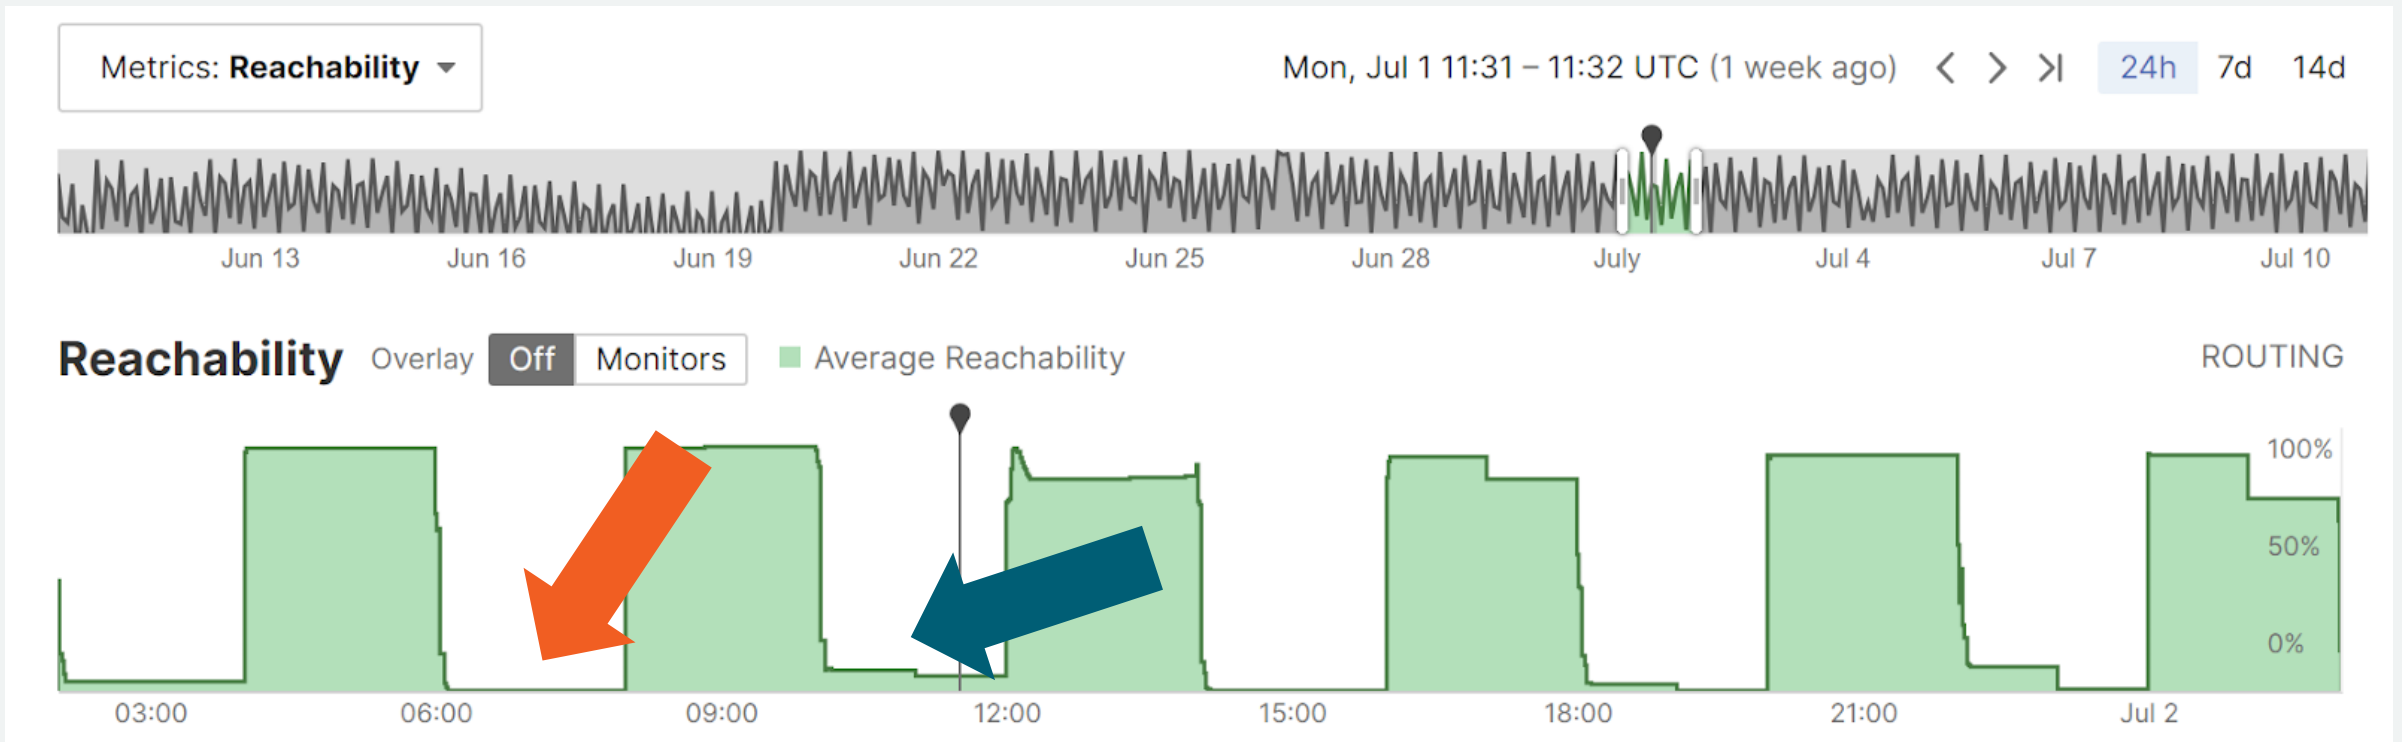 Metrics: Reachability
Mon, Jul 1 11:31 – 11:32 UTC (1 week ago)
24h 7d 14d
Jun 13 Jun 16 Jun 19 Jun 22 Jun 25 Jun 28 July Jul 4 Jul 7 Jul 10
Reachability Overlay Off Monitors Average Reachability ROUTING
100%
50%
0%
03:00 06:00 09:00 12:00 15:00 18:00 21:00 Jul 2